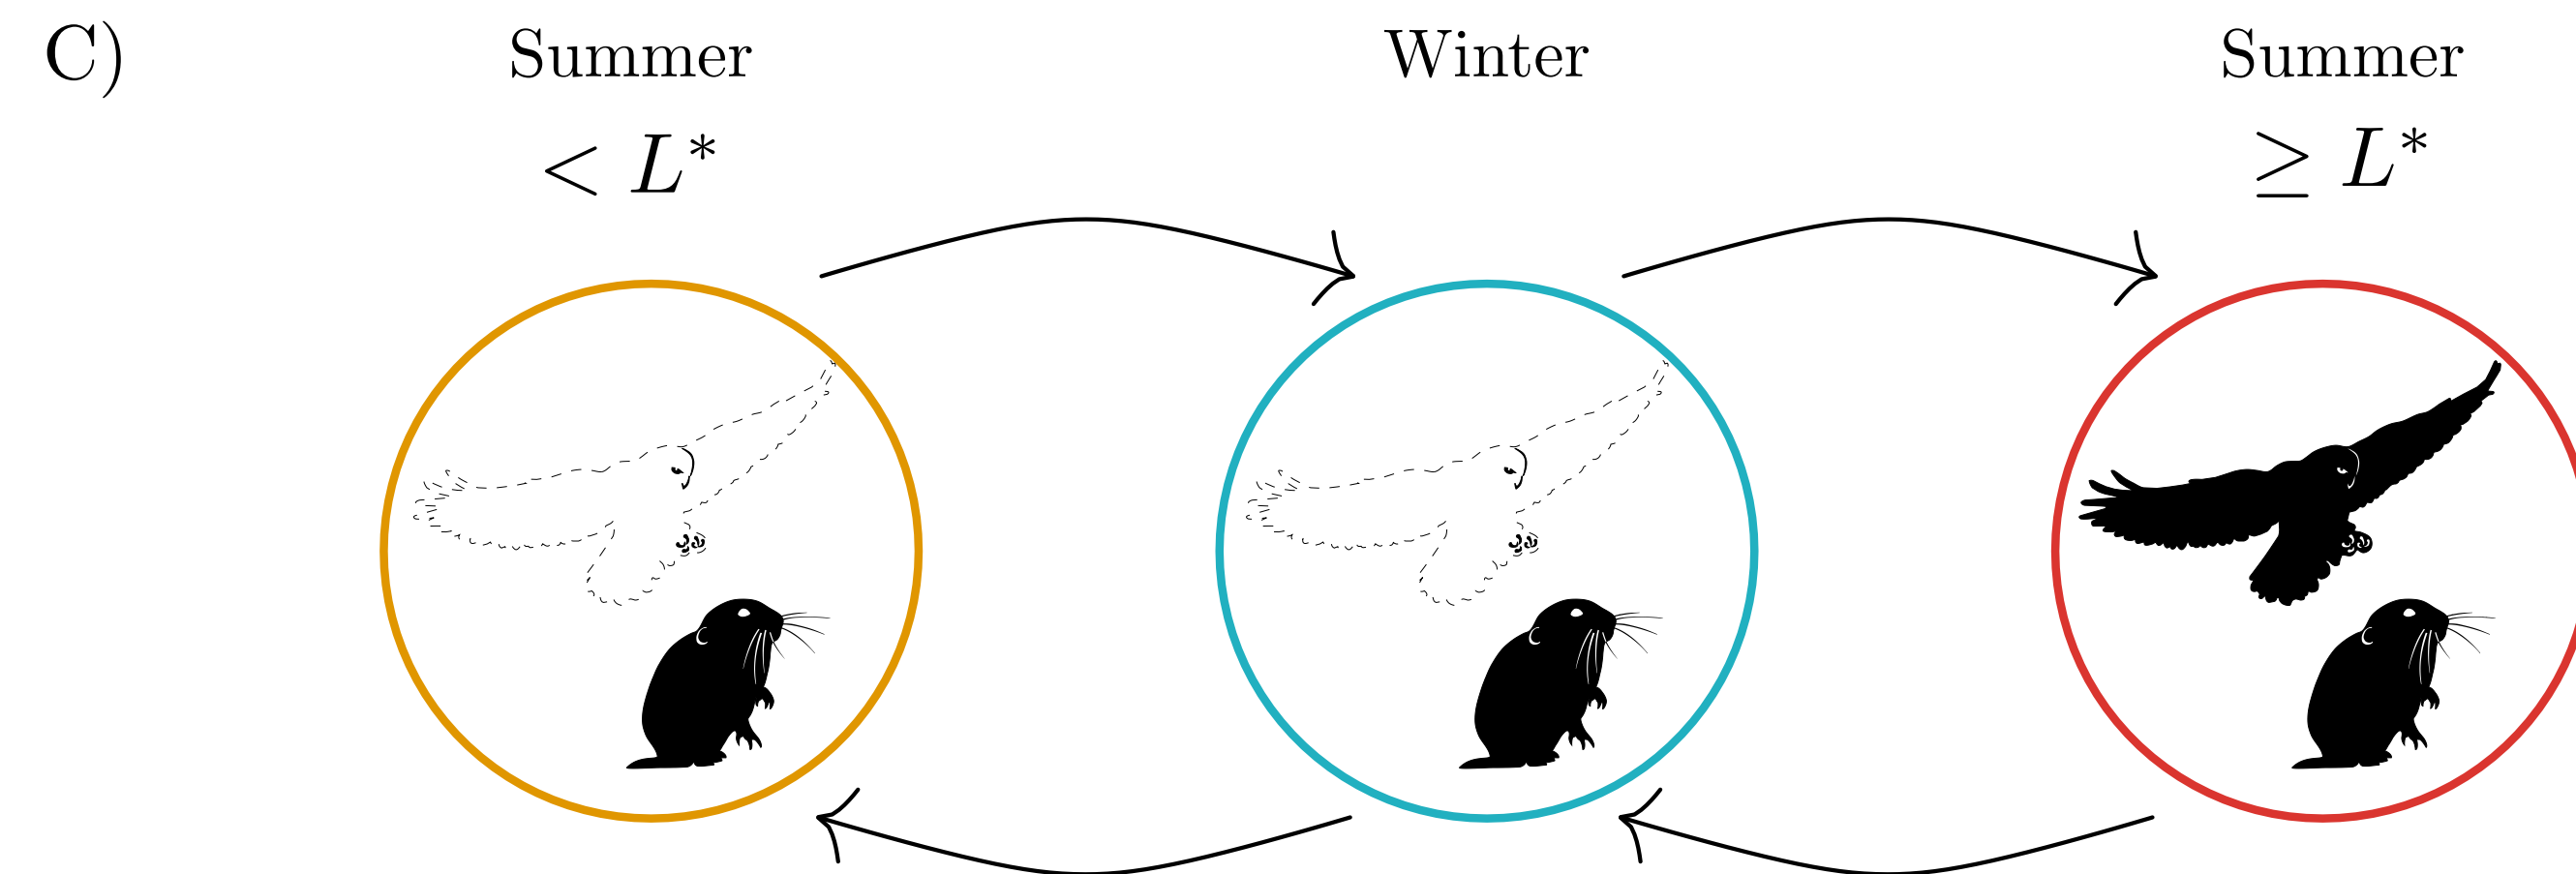 C) Summer Winter Summer
< L* ≥ L*